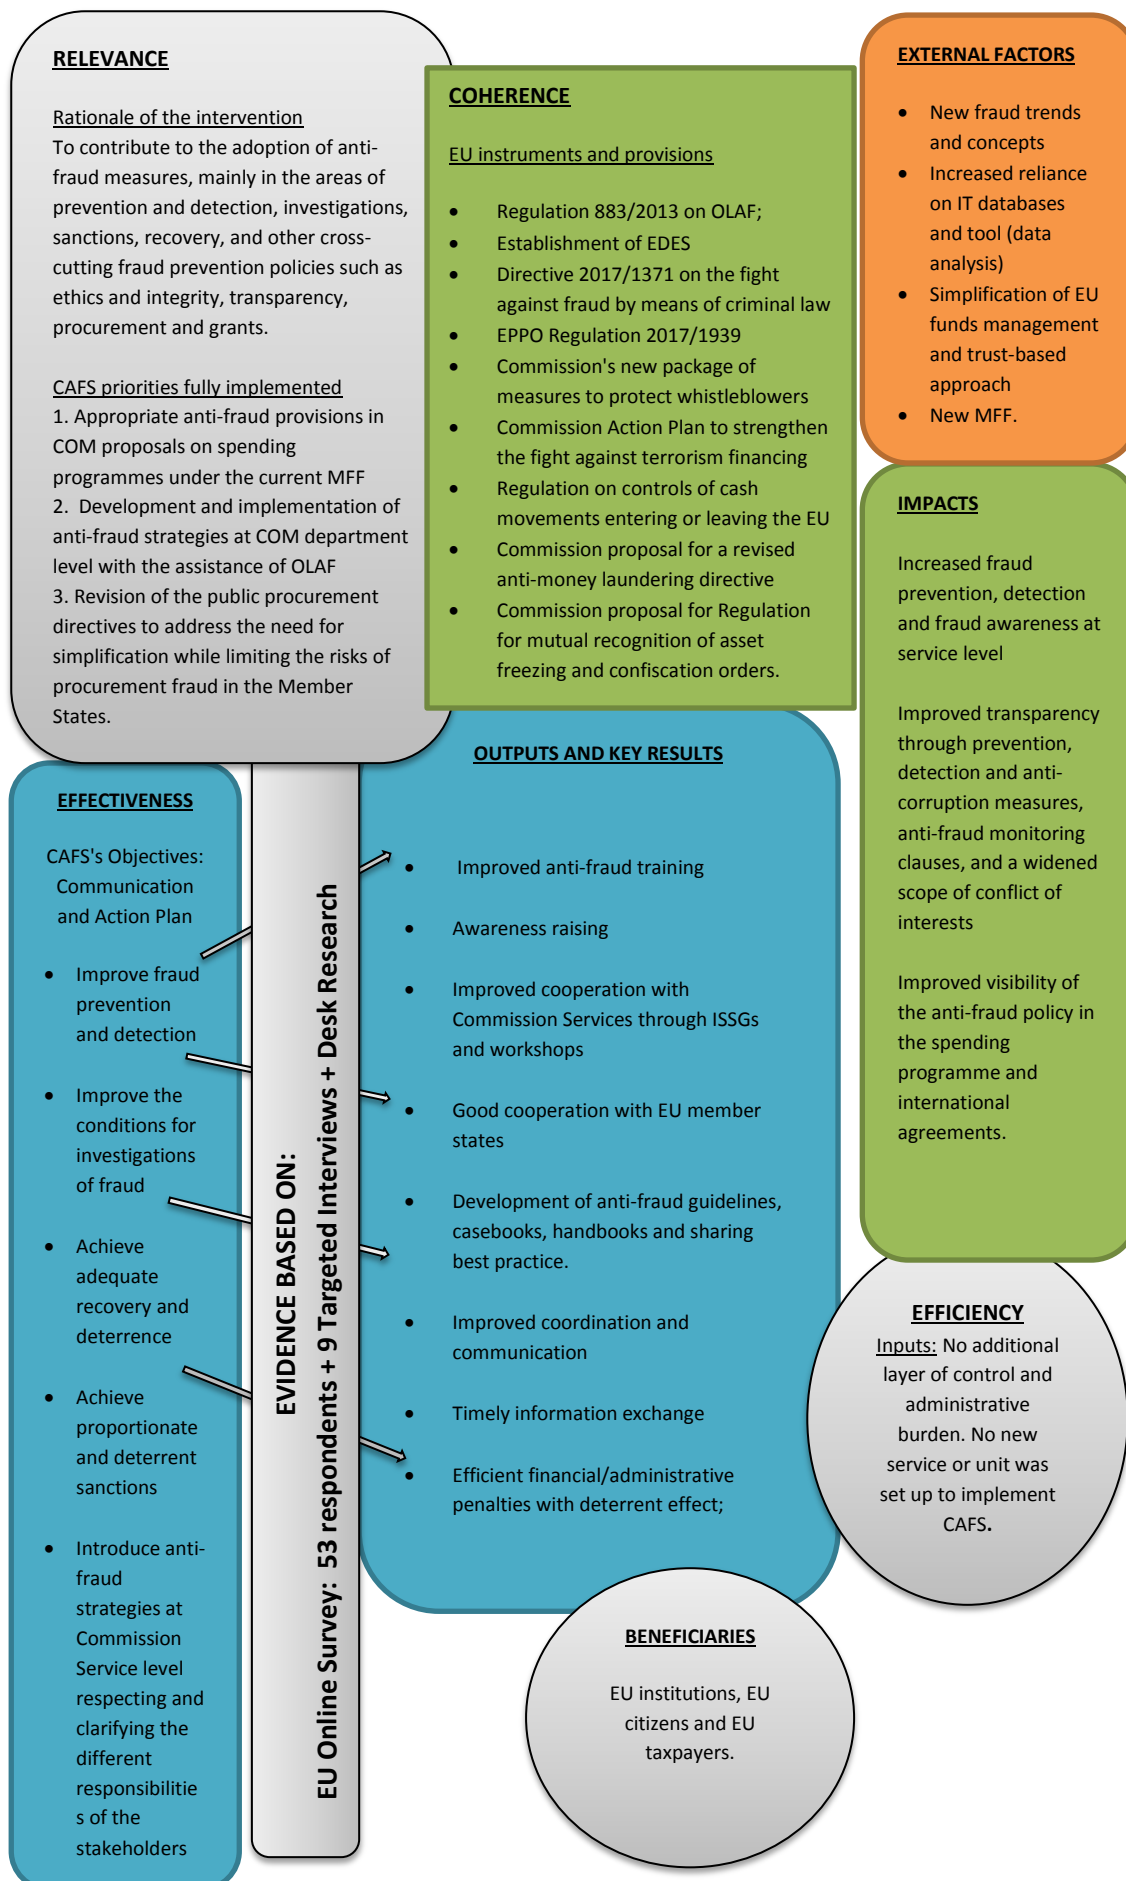 RELEVANCE
Rationale of the intervention
To contribute to the adoption of anti-
fraud measures, mainly in the areas of
prevention and detection, investigations,
sanctions, recovery, and other cross-
cutting fraud prevention policies such as
ethics and integrity, transparency,
procurement and grants.
CAFS priorities fully implemented
1. Appropriate anti-fraud provisions in
COM proposals on spending
programmes under the current MFF
2. Development and implementation of
anti-fraud strategies at COM department
level with the assistance of OLAF
3. Revision of the public procurement
directives to address the need for
simplification while limiting the risks of
procurement fraud in the Member
States.
COHERENCE
EU instruments and provisions
• Regulation 883/2013 on OLAF;
• Establishment of EDES
• Directive 2017/1371 on the fight
against fraud by means of criminal law
• EPPO Regulation 2017/1939
• Commission's new package of
measures to protect whistleblowers
• Commission Action Plan to strengthen
the fight against terrorism financing
• Regulation on controls of cash
movements entering or leaving the EU
• Commission proposal for a revised
anti-money laundering directive
• Commission proposal for Regulation
for mutual recognition of asset
freezing and confiscation orders.
EXTERNAL FACTORS
• New fraud trends
and concepts
• Increased reliance
on IT databases
and tool (data
analysis)
• Simplification of EU
funds management
and trust-based
approach
• New MFF.
IMPACTS
Increased fraud
prevention, detection
and fraud awareness at
service level
Improved transparency
through prevention,
detection and anti-
corruption measures,
anti-fraud monitoring
clauses, and a widened
scope of conflict of
interests
Improved visibility of
the anti-fraud policy in
the spending
programme and
international
agreements.
EFFECTIVENESS
CAFS's Objectives:
Communication
and Action Plan
• Improve fraud
prevention
and detection
• Improve the
conditions for
investigations
of fraud
• Achieve
adequate
recovery and
deterrence
• Achieve
proportionate
and deterrent
sanctions
• Introduce anti-
fraud
strategies at
Commission
Service level
respecting and
clarifying the
different
responsibilitie
s of the
stakeholders
EVIDENCE BASED ON:
EU Online Survey: 53 respondents + 9 Targeted Interviews + Desk Research
OUTPUTS AND KEY RESULTS
• Improved anti-fraud training
• Awareness raising
• Improved cooperation with
Commission Services through ISSGs
and workshops
• Good cooperation with EU member
states
• Development of anti-fraud guidelines,
casebooks, handbooks and sharing
best practice.
• Improved coordination and
communication
• Timely information exchange
• Efficient financial/administrative
penalties with deterrent effect;
EFFICIENCY
Inputs: No additional
layer of control and
administrative
burden. No new
service or unit was
set up to implement
CAFS.
BENEFICIARIES
EU institutions, EU
citizens and EU
taxpayers.